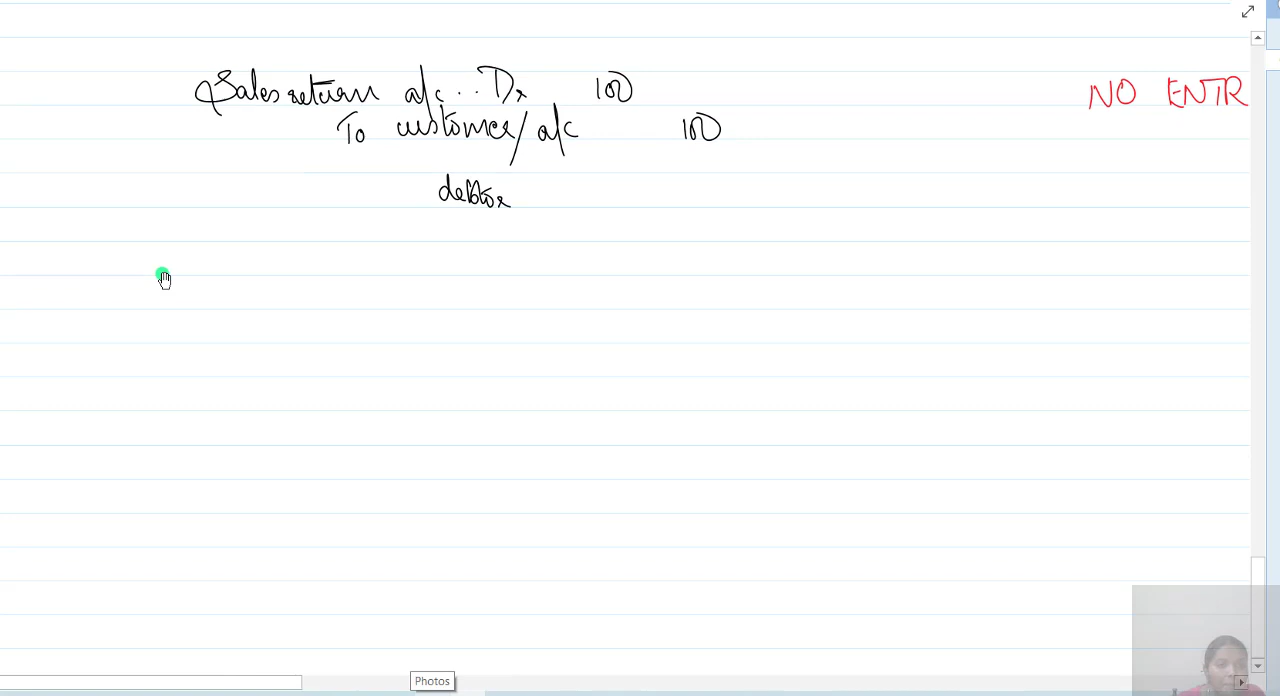 Sales return a/c .. Dr 100 NO ENTR
To customer/ a/c 100
debtor
Photos